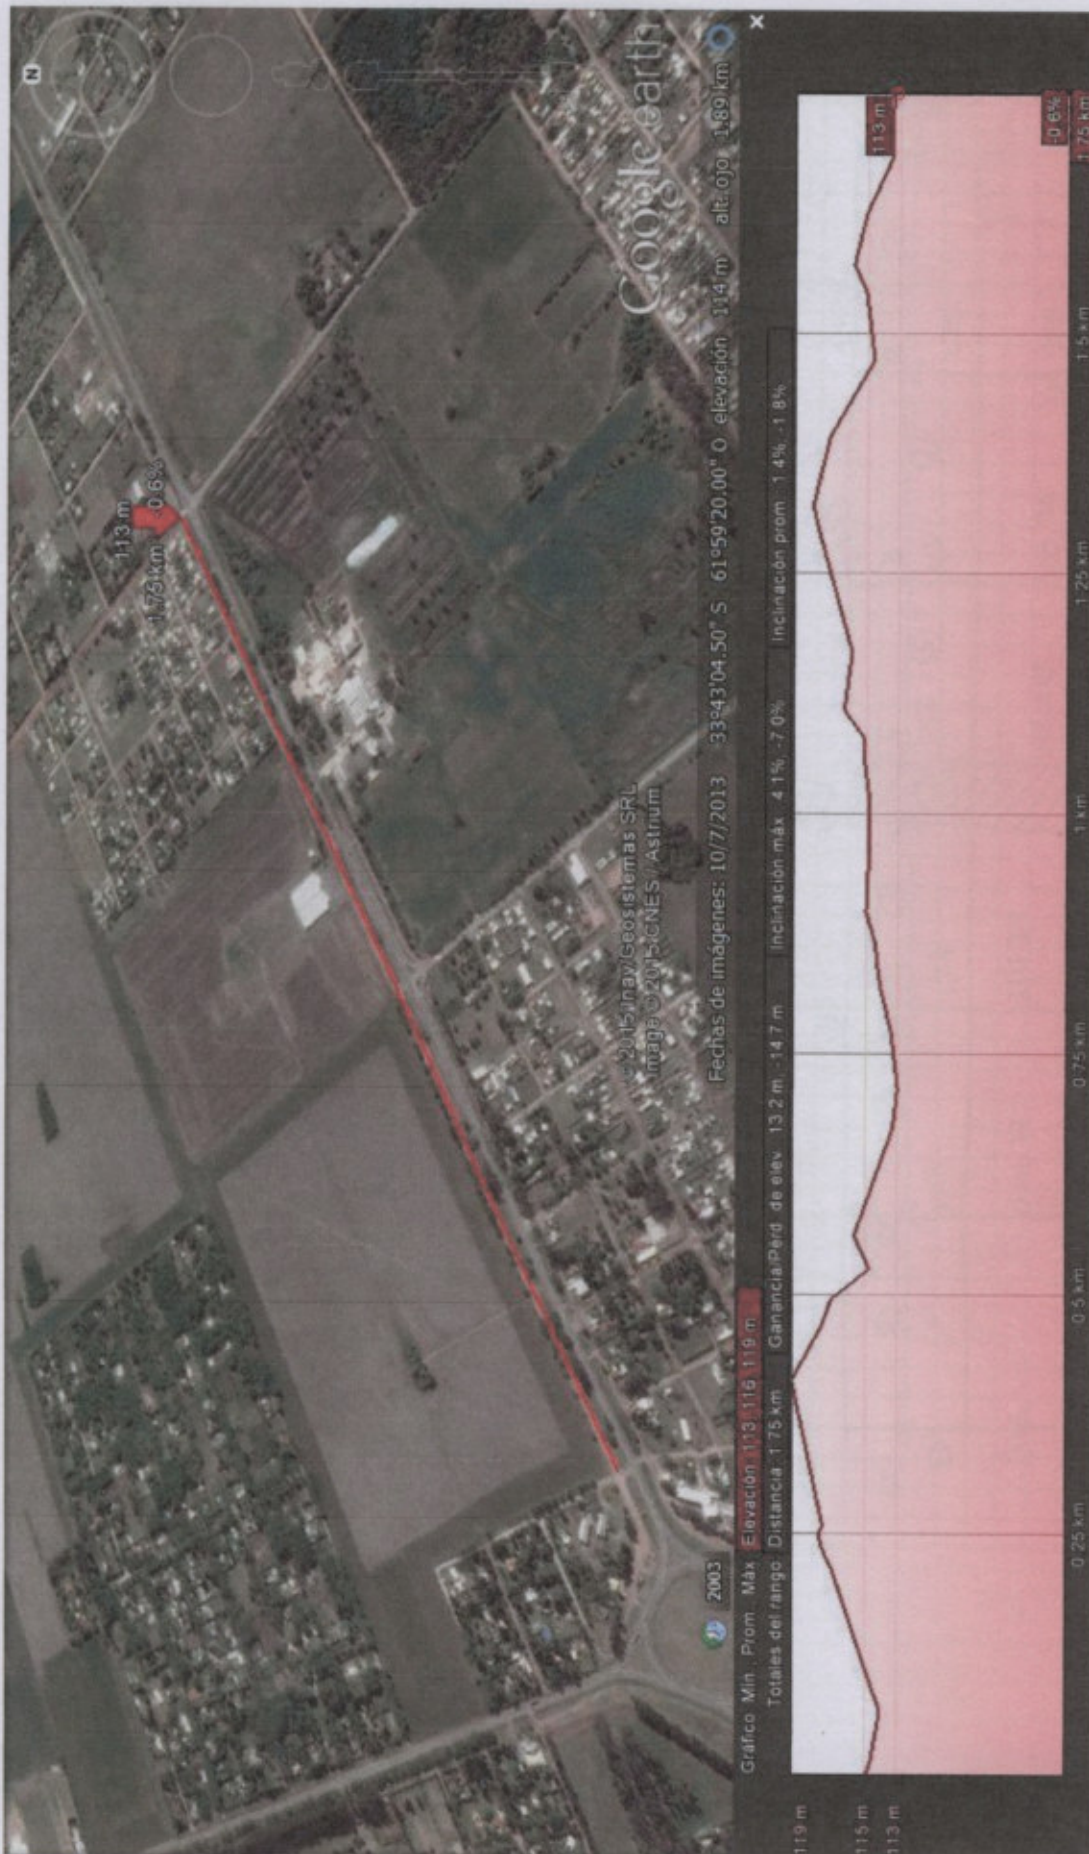 N
113 m
1.75 km -0.6%
© 2015 Inav/Geosistemas SRL
Image © 2015 CNES / Astrium
Google earth
2003
Fechas de imágenes: 10/7/2013 33°43'04.50" S 61°59'20.00" O elevación 114 m alt. ojo 1.89 km
Gráfico Mín. Prom. Máx Elevación 113, 116, 119 m
Totales del rango Distancia 1.75 km Ganancia/Pérd. de elev. 13.2 m, -14.7 m Inclinación máx. 4.1%, -7.0% Inclinación prom. 1.4%, -1.8%
119 m
115 m
113 m
113 m
-0.6%
0.25 km 0.5 km 0.75 km 1 km 1.25 km 1.5 km 1.75 km